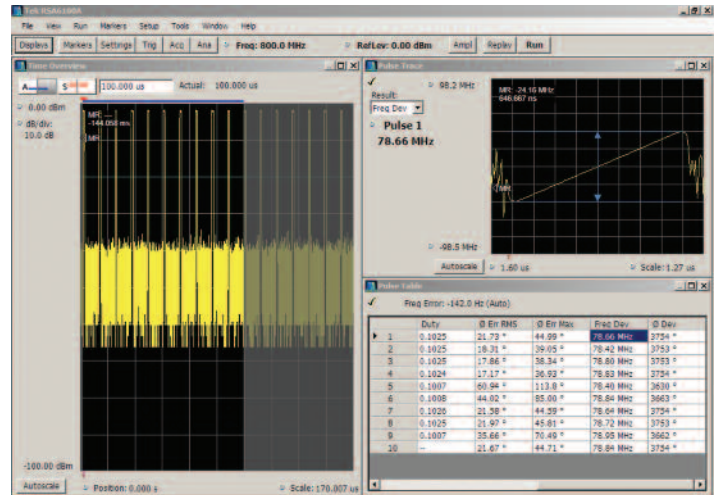 Tek RSA6100A
File View Run Markers Setup Tools Window Help
Displays Markers Settings Trig Acq Ana Freq: 800.0 MHz RefLev: 0.00 dBm Ampl Replay Run
Time Overview
A S 100.000 us Actual: 100.000 us
0.00 dBm
dB/div:
10.0 dB
MR: ---
-144.058 ms
MR
-100.00 dBm
Autoscale Position: 0.000 s Scale: 170.007 us
Pulse Trace
Result:
Freq Dev
Pulse 1
78.66 MHz
98.2 MHz
MR: -24.16 MHz
646.667 ns
MR
-98.5 MHz
Autoscale 1.60 us Scale: 1.27 us
Pulse Table
Freq Error: -142.0 Hz (Auto)
Duty Ø Err RMS Ø Err Max Freq Dev Ø Dev
1 0.1025 21.73 ° 44.99 ° 78.66 MHz 3754 °
2 0.1025 18.31 ° 39.05 ° 78.42 MHz 3753 °
3 0.1025 17.86 ° 38.34 ° 78.80 MHz 3753 °
4 0.1024 17.17 ° 36.93 ° 78.83 MHz 3754 °
5 0.1007 60.94 ° 113.8 ° 78.40 MHz 3630 °
6 0.1008 44.02 ° 85.00 ° 78.84 MHz 3663 °
7 0.1026 21.58 ° 44.59 ° 78.64 MHz 3754 °
8 0.1025 21.97 ° 45.81 ° 78.72 MHz 3753 °
9 0.1007 35.66 ° 70.49 ° 78.95 MHz 3662 °
10 -- 21.67 ° 44.71 ° 78.84 MHz 3754 °